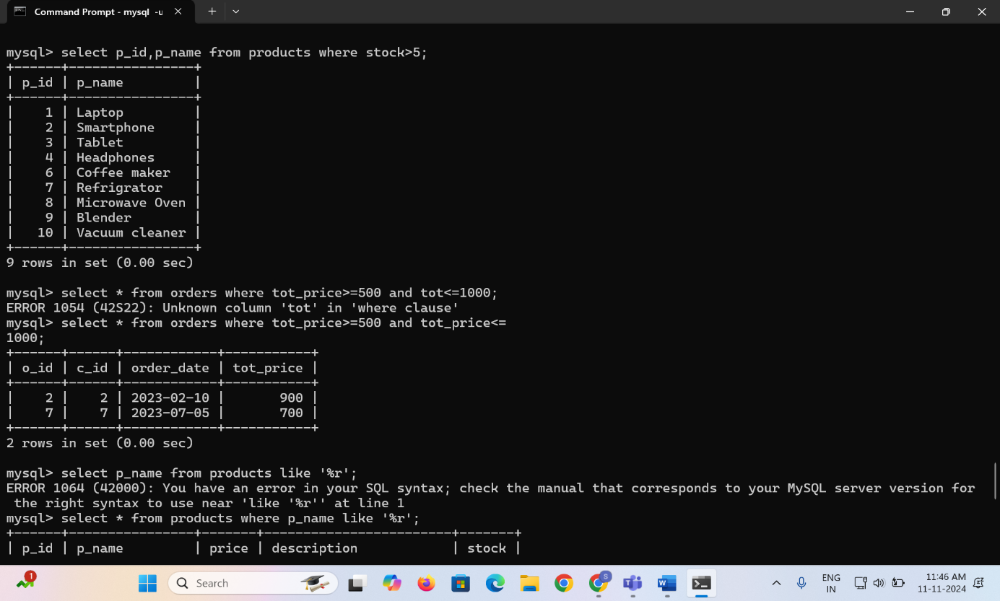 Command Prompt - mysql -u
mysql> select p_id,p_name from products where stock>5;
+------+----------------+
| p_id | p_name         |
+------+----------------+
|    1 | Laptop         |
|    2 | Smartphone     |
|    3 | Tablet         |
|    4 | Headphones     |
|    6 | Coffee maker   |
|    7 | Refrigrator    |
|    8 | Microwave Oven |
|    9 | Blender        |
|   10 | Vacuum cleaner |
+------+----------------+
9 rows in set (0.00 sec)
mysql> select * from orders where tot_price>=500 and tot<=1000;
ERROR 1054 (42S22): Unknown column 'tot' in 'where clause'
mysql> select * from orders where tot_price>=500 and tot_price<=
1000;
+------+------+------------+-----------+
| o_id | c_id | order_date | tot_price |
+------+------+------------+-----------+
|    2 |    2 | 2023-02-10 |       900 |
|    7 |    7 | 2023-07-05 |       700 |
+------+------+------------+-----------+
2 rows in set (0.00 sec)
mysql> select p_name from products like '%r';
ERROR 1064 (42000): You have an error in your SQL syntax; check the manual that corresponds to your MySQL server version for
 the right syntax to use near 'like '%r'' at line 1
mysql> select * from products where p_name like '%r';
+------+----------------+-------+------------------------+-------+
| p_id | p_name         | price | description            | stock |
1
Search
S
T
W
ENG
IN
11:46 AM
11-11-2024